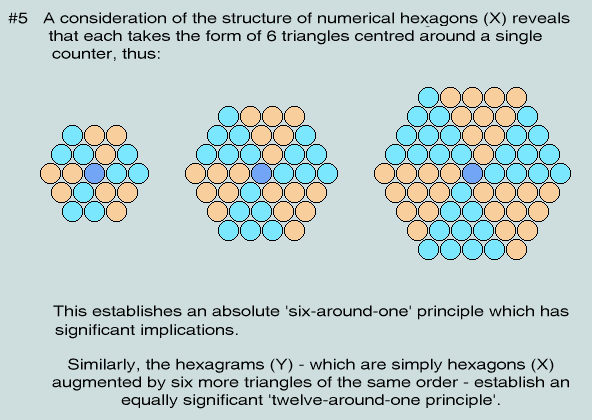 #5 A consideration of the structure of numerical hexagons (X) reveals
that each takes the form of 6 triangles centred around a single
counter, thus:
This establishes an absolute 'six-around-one' principle which has
significant implications.
Similarly, the hexagrams (Y) - which are simply hexagons (X)
augmented by six more triangles of the same order - establish an
equally significant 'twelve-around-one principle'.